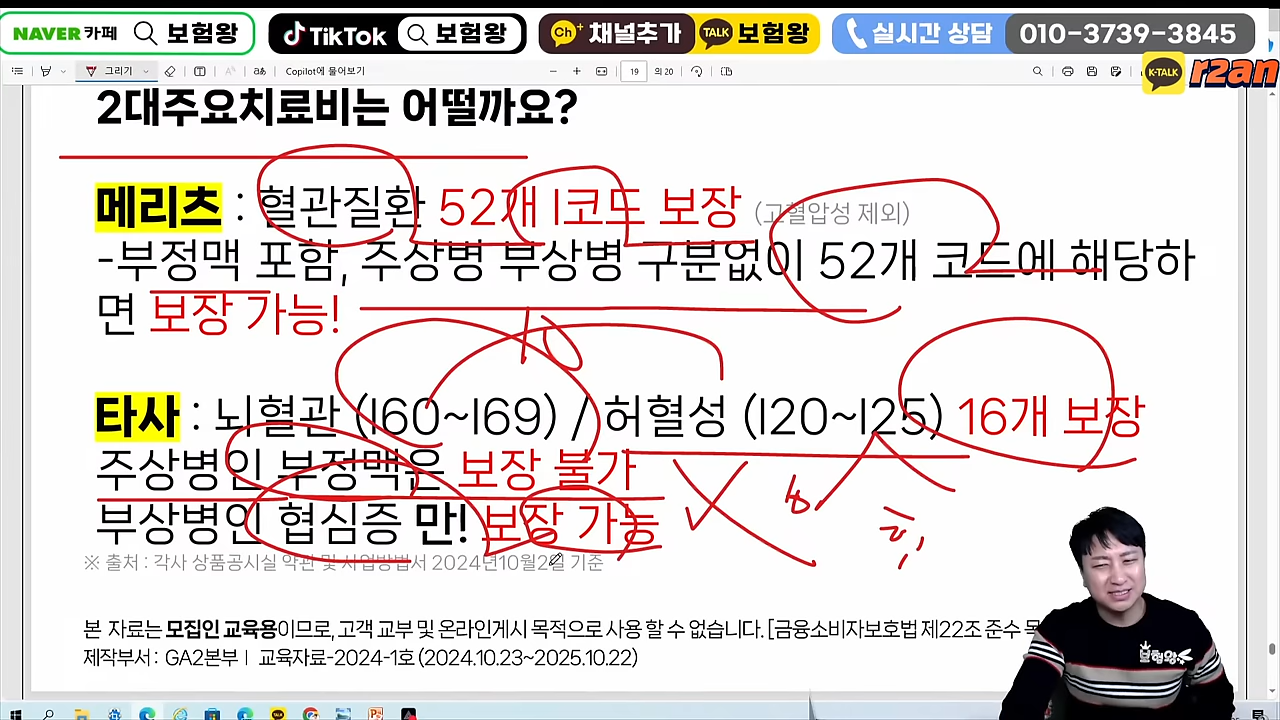 NAVER 카페 보험왕
TikTok 보험왕
Ch+ 채널추가 TALK 보험왕
실시간 상담 010-3739-3845
K-TALK r2an
그리기 Copilot에 물어보기 19 의 20
2대주요치료비는 어떨까요?
메리츠 : 혈관질환 52개 I코드 보장 (고혈압성 제외)
-부정맥 포함, 주상병 부상병 구분없이 52개 코드에 해당하
면 보장 가능!
10
타사 : 뇌혈관 (I60~I69) / 허혈성 (I20~I25) 16개 보장
주상병인 부정맥은 보장 불가
부상병인 협심증 만! 보장 가능
※ 출처 : 각사 상품공시실 약관 및 사업방법서 2024년10월2일 기준
본 자료는 모집인 교육용이므로, 고객 교부 및 온라인게시 목적으로 사용 할 수 없습니다. [금융소비자보호법 제22조 준수 목
제작부서 : GA2본부ㅣ 교육자료-2024-1호 (2024.10.23~2025.10.22)
보험왕